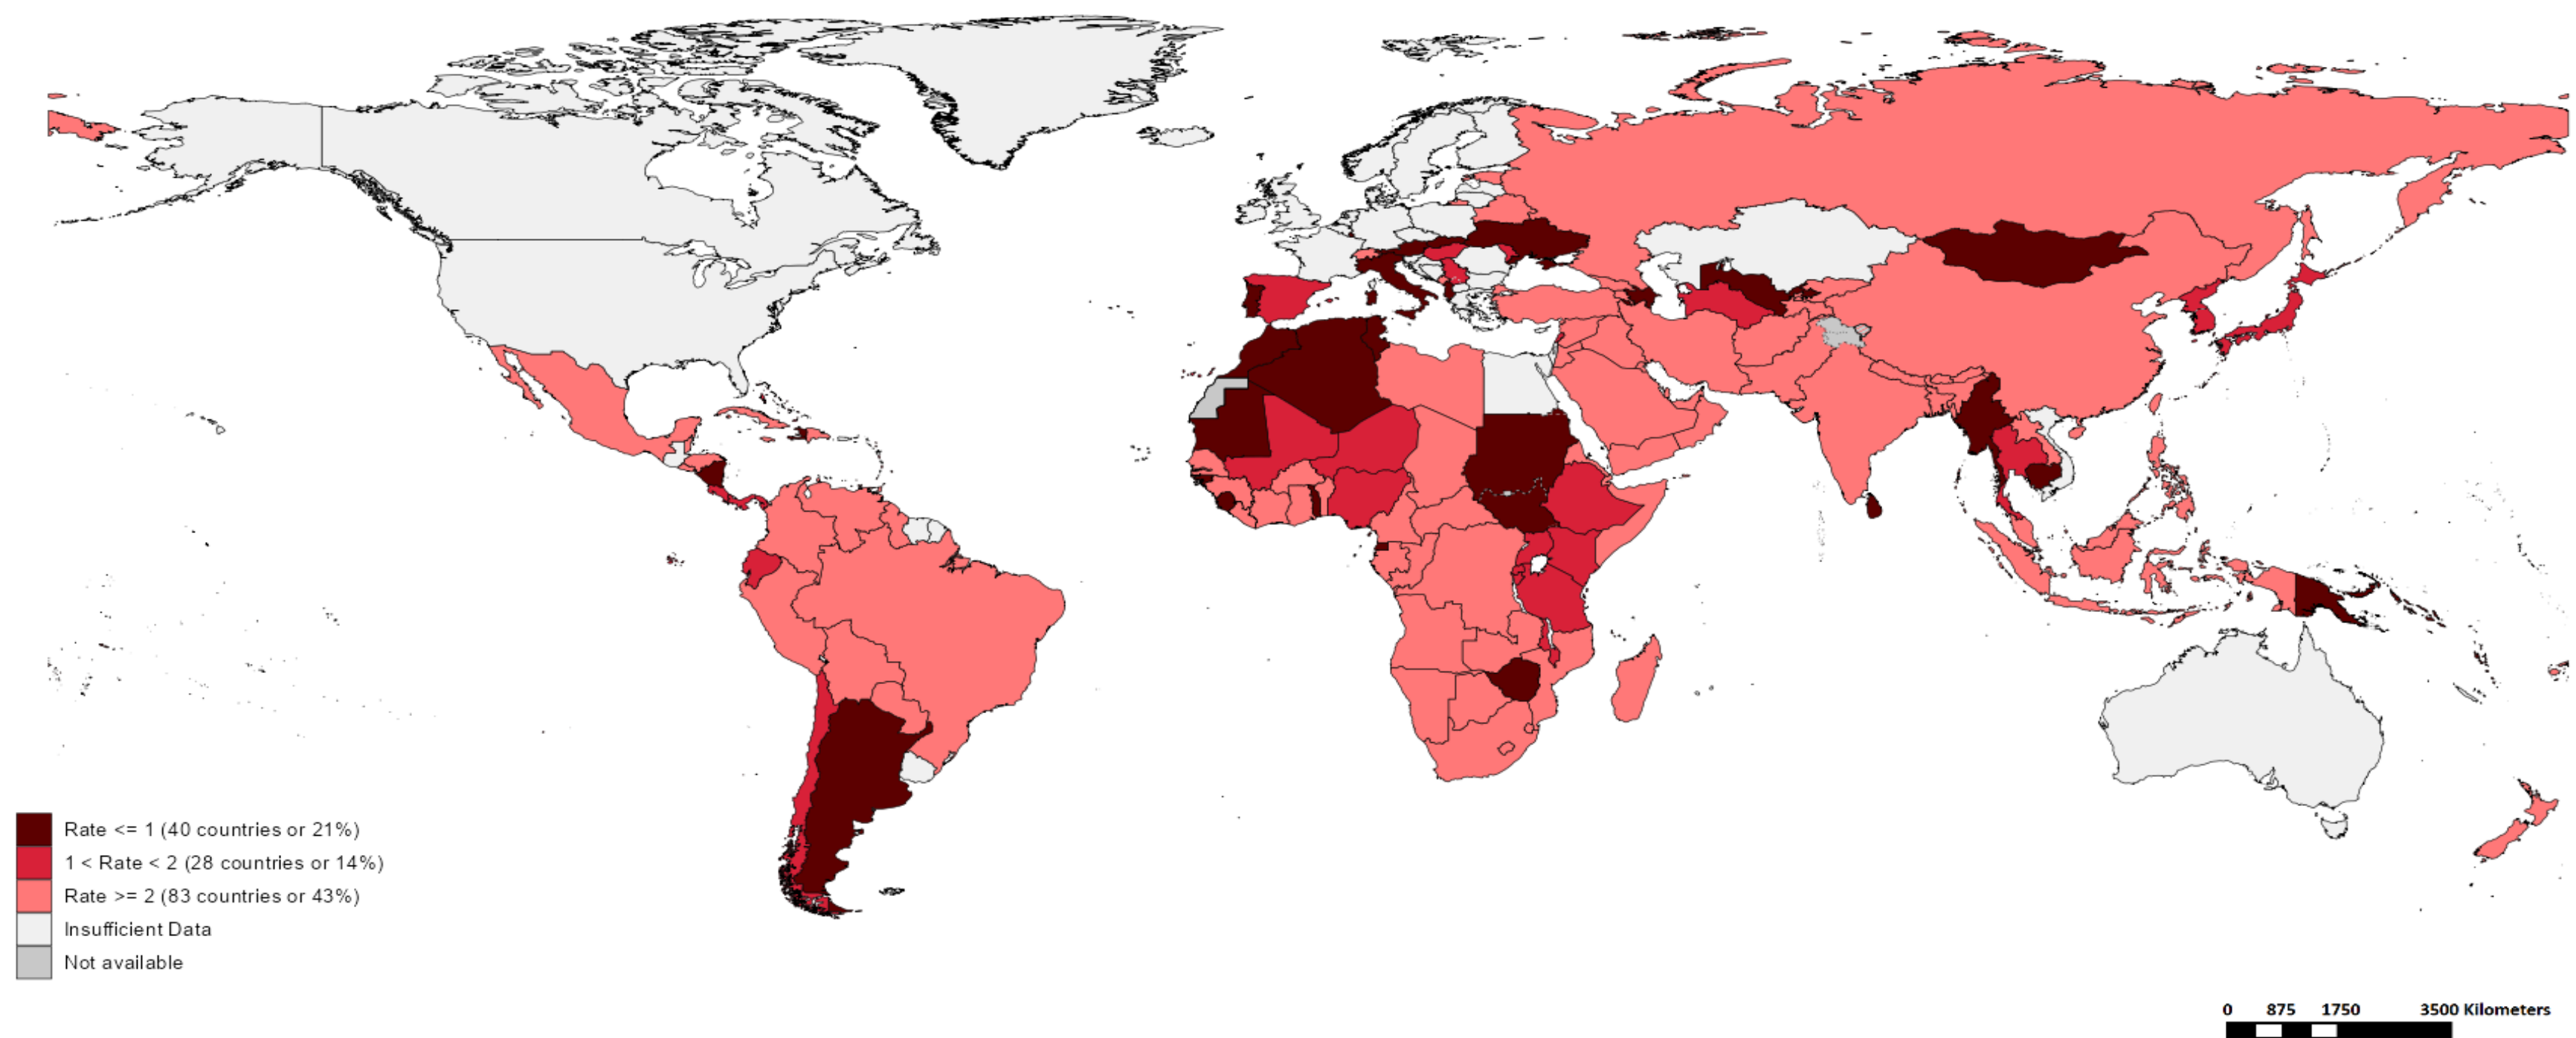 Rate <= 1 (40 countries or 21%)
1 < Rate < 2 (28 countries or 14%)
Rate >= 2 (83 countries or 43%)
Insufficient Data
Not available
0 875 1750 3500 Kilometers